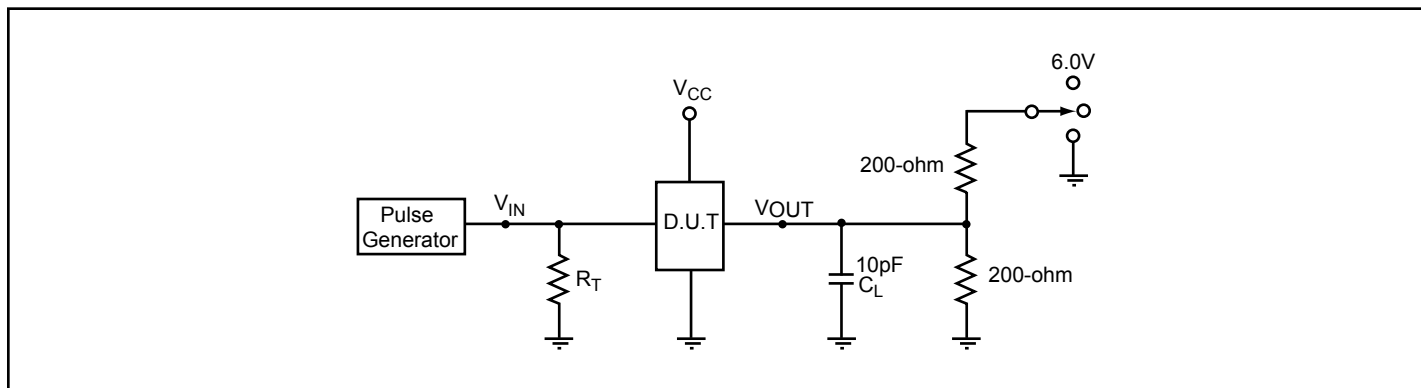 6.0V
VCC
200-ohm
Pulse
Generator
VIN
D.U.T
VOUT
10pF
CL
200-ohm
RT